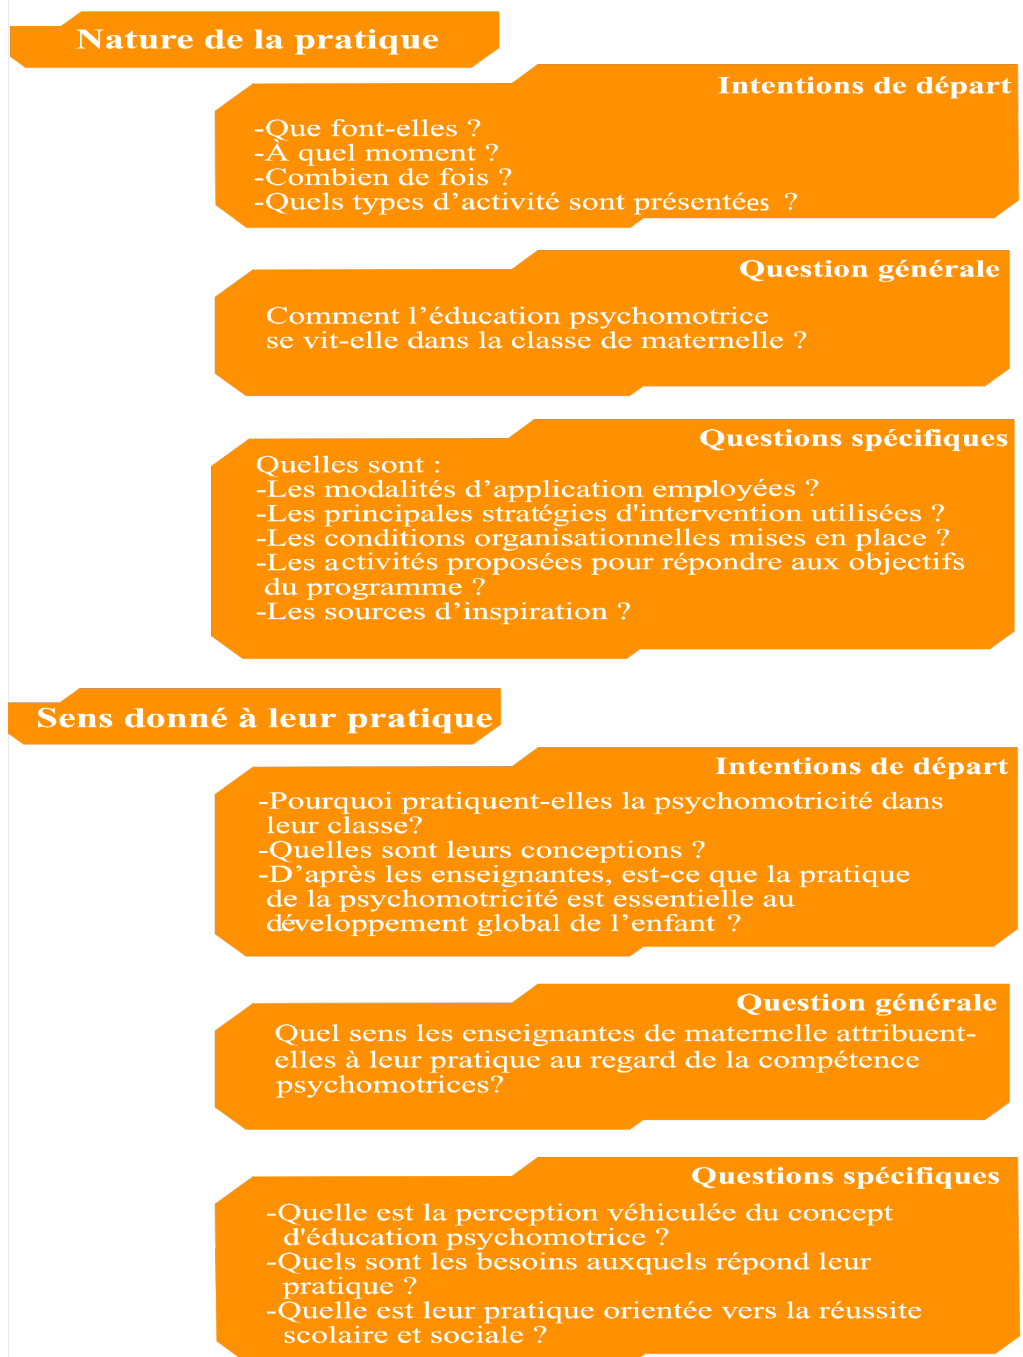 Nature de la pratique
Intentions de départ
-Que font-elles ?
-À quel moment ?
-Combien de fois ?
-Quels types d’activité sont présentées ?
Question générale
Comment l’éducation psychomotrice
se vit-elle dans la classe de maternelle ?
Questions spécifiques
Quelles sont :
-Les modalités d’application employées ?
-Les principales stratégies d'intervention utilisées ?
-Les conditions organisationnelles mises en place ?
-Les activités proposées pour répondre aux objectifs
du programme ?
-Les sources d’inspiration ?
Sens donné à leur pratique
Intentions de départ
-Pourquoi pratiquent-elles la psychomotricité dans
leur classe?
-Quelles sont leurs conceptions ?
-D’après les enseignantes, est-ce que la pratique
de la psychomotricité est essentielle au
développement global de l’enfant ?
Question générale
Quel sens les enseignantes de maternelle attribuent-
elles à leur pratique au regard de la compétence
psychomotrices?
Questions spécifiques
-Quelle est la perception véhiculée du concept
d'éducation psychomotrice ?
-Quels sont les besoins auxquels répond leur
pratique ?
-Quelle est leur pratique orientée vers la réussite
scolaire et sociale ?